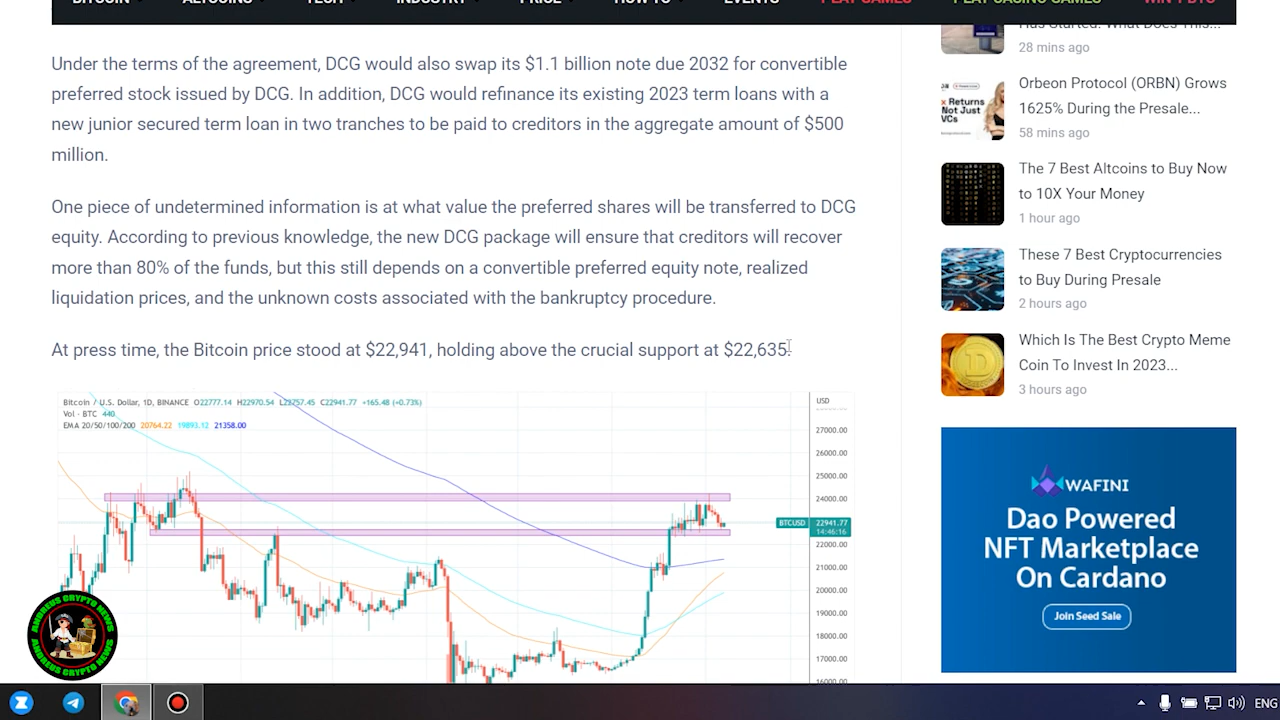 BITCOIN ALTCOINS TECH INDUSTRY PRICE HOW TO EVENTS PLAY GAMES PLAY CASINO GAMES WIN 1 BTC
Under the terms of the agreement, DCG would also swap its $1.1 billion note due 2032 for convertible
preferred stock issued by DCG. In addition, DCG would refinance its existing 2023 term loans with a
new junior secured term loan in two tranches to be paid to creditors in the aggregate amount of $500
million.
One piece of undetermined information is at what value the preferred shares will be transferred to DCG
equity. According to previous knowledge, the new DCG package will ensure that creditors will recover
more than 80% of the funds, but this still depends on a convertible preferred equity note, realized
liquidation prices, and the unknown costs associated with the bankruptcy procedure.
At press time, the Bitcoin price stood at $22,941, holding above the crucial support at $22,635.
Bitcoin / U.S. Dollar, 1D, BINANCE O22777.14 H22970.54 L22757.45 C22941.77 +165.48 (+0.73%)
Vol · BTC 440
EMA 20/50/100/200 20764.22 19893.12 21358.00
USD
27000.00
26000.00
25000.00
24000.00
BTCUSD 22941.77
14:46:16
22000.00
21000.00
20000.00
19000.00
18000.00
17000.00
16000.00
ANDREUS CRYPTO NEWS
ANDREUS CRYPTO NEWS
Has Started: What Does This...
28 mins ago
x Returns
Not Just
VCs
Orbeon Protocol (ORBN) Grows
1625% During the Presale...
58 mins ago
The 7 Best Altcoins to Buy Now
to 10X Your Money
1 hour ago
These 7 Best Cryptocurrencies
to Buy During Presale
2 hours ago
Which Is The Best Crypto Meme
Coin To Invest In 2023...
3 hours ago
WAFINI
Dao Powered
NFT Marketplace
On Cardano
Join Seed Sale
ENG